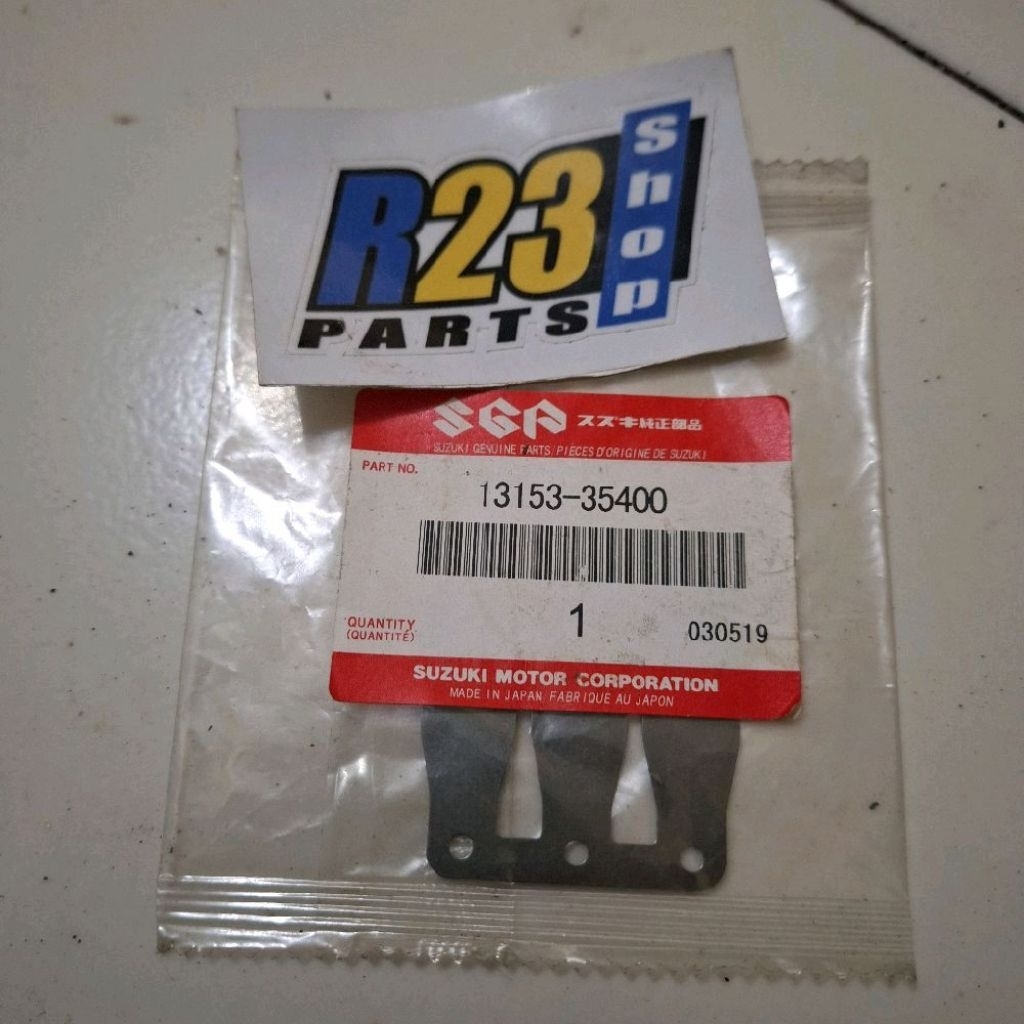 R23
Shop
PARTS
SGP スズキ純正部品
SUZUKI GENUINE PARTS/PIÈCES D'ORIGINE DE SUZUKI
PART NO.
13153-35400
QUANTITY
(QUANTITÉ)
1
030519
SUZUKI MOTOR CORPORATION
MADE IN JAPAN FABRIQUE AU JAPON